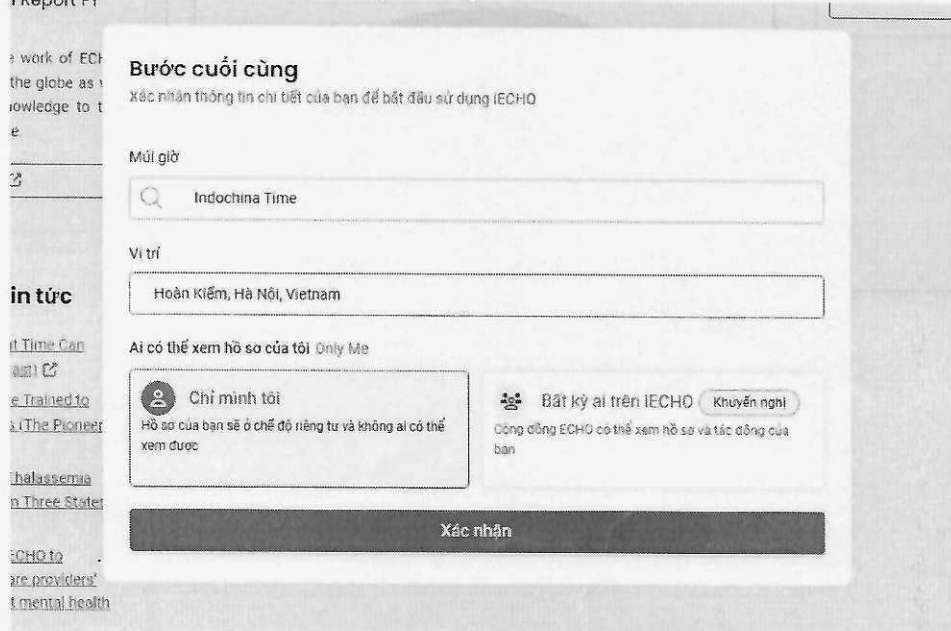 Report FY
work of ECH
the globe as
owledge to t
e
in tức
t Time Can
ast)
e Trained to
s (The Pioneer
halassemia
n Three States
ECHO to
are providers'
t mental health
Bước cuối cùng
Xác nhận thông tin chi tiết của bạn để bắt đầu sử dụng iECHO
Múi giờ
Indochina Time
Vị trí
Hoàn Kiếm, Hà Nội, Vietnam
Ai có thể xem hồ sơ của tôi Only Me
Chỉ mình tôi
Hồ sơ của bạn sẽ ở chế độ riêng tư và không ai có thể
xem được
Bất kỳ ai trên iECHO Khuyến nghị
Cộng đồng ECHO có thể xem hồ sơ và tác động của
bạn
Xác nhận